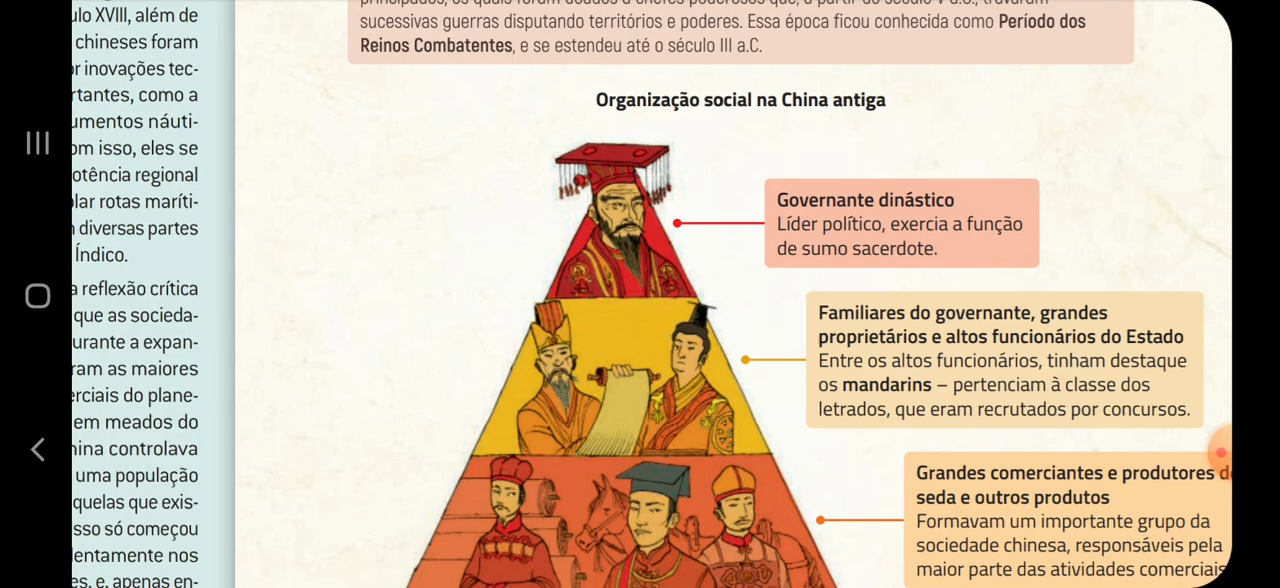 ulo XVIII, além de
chineses foram
inovações tec-
rtantes, como a
umentos náuti-
om isso, eles se
otência regional
lar rotas maríti-
diversas partes
Índico.
a reflexão crítica
que as socieda-
urante a expan-
ram as maiores
erciais do plane-
em meados do
hina controlava
uma população
quelas que exis-
sso só começou
lentamente nos
es, e, apenas en-
sucessivas guerras disputando territórios e poderes. Essa época ficou conhecida como Período dos
Reinos Combatentes, e se estendeu até o século III a.C.
Organização social na China antiga
Governante dinástico
Líder político, exercia a função
de sumo sacerdote.
Familiares do governante, grandes
proprietários e altos funcionários do Estado
Entre os altos funcionários, tinham destaque
os mandarins – pertenciam à classe dos
letrados, que eram recrutados por concursos.
Grandes comerciantes e produtores de
seda e outros produtos
Formavam um importante grupo da
sociedade chinesa, responsáveis pela
maior parte das atividades comerciais